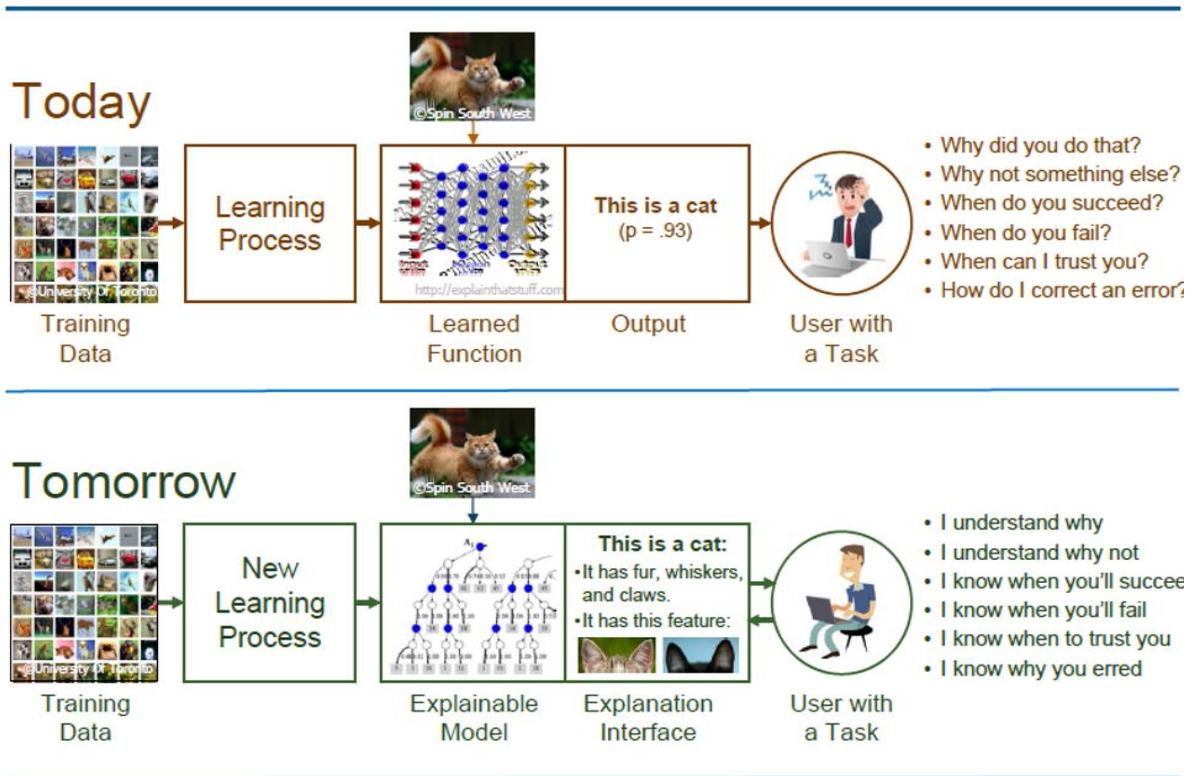 Today
©Spin South West
©University Of Toronto
Learning
Process
http://explainthatstuff.com
This is a cat
(p = .93)
• Why did you do that?
• Why not something else?
• When do you succeed?
• When do you fail?
• When can I trust you?
• How do I correct an error?
Training
Data
Learned
Function
Output
User with
a Task
Tomorrow
©Spin South West
©University Of Toronto
New
Learning
Process
This is a cat:
•It has fur, whiskers,
and claws.
•It has this feature:
• I understand why
• I understand why not
• I know when you'll succee
• I know when you'll fail
• I know when to trust you
• I know why you erred
Training
Data
Explainable
Model
Explanation
Interface
User with
a Task